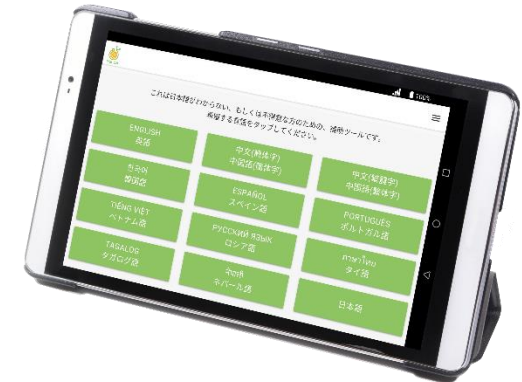 100%
これは日本語がわからない、もしくは不得意な方のための、補助ツールです。
希望する言語をタップしてください。
ENGLISH
英語
中文(簡体字)
中国語(簡体字)
中文(繁體字)
中国語(繁体字)
한국어
韓国語
ESPAÑOL
スペイン語
PORTUGUÊS
ポルトガル語
TIẾNG VIỆT
ベトナム語
РУССКИЙ ЯЗЫК
ロシア語
ภาษาไทย
タイ語
TAGALOG
タガログ語
नेपाली
ネパール語
日本語